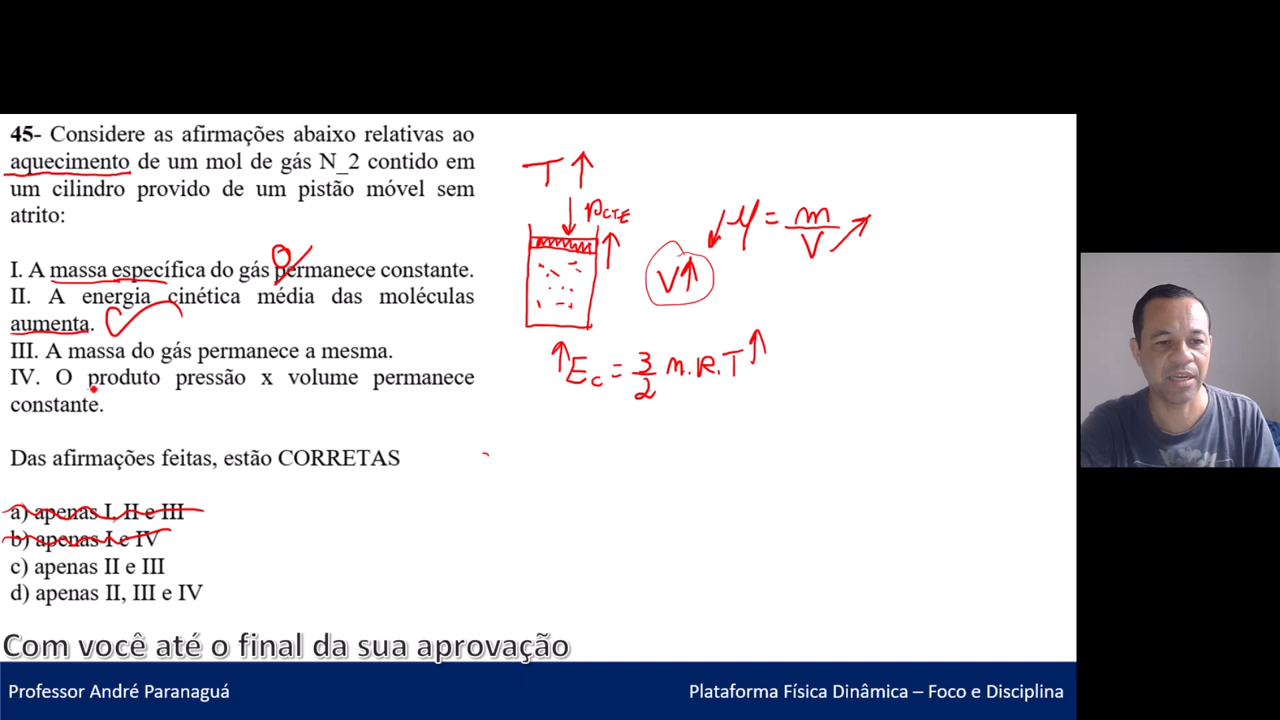 45- Considere as afirmações abaixo relativas ao
aquecimento de um mol de gás N_2 contido em
um cilindro provido de um pistão móvel sem
atrito:
I. A massa específica do gás permanece constante.
II. A energia cinética média das moléculas
aumenta.
III. A massa do gás permanece a mesma.
IV. O produto pressão x volume permanece
constante.
Das afirmações feitas, estão CORRETAS
a) apenas I, II e III
b) apenas I e IV
c) apenas II e III
d) apenas II, III e IV
T ↑
PCTE
V↑
μ = m/V
↑Ec = 3/2 n.R.T↑
Com você até o final da sua aprovação
Professor André Paranaguá
Plataforma Física Dinâmica – Foco e Disciplina